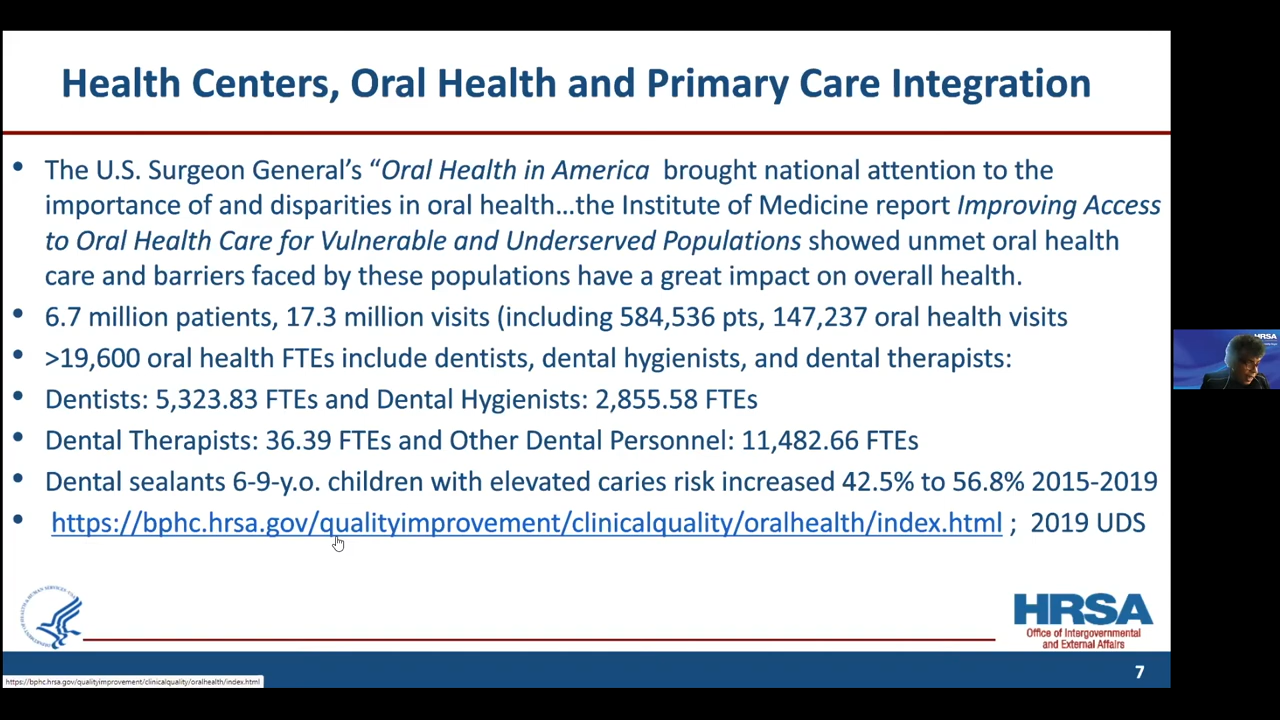 Health Centers, Oral Health and Primary Care Integration
• The U.S. Surgeon General's "Oral Health in America brought national attention to the
importance of and disparities in oral health...the Institute of Medicine report Improving Access
to Oral Health Care for Vulnerable and Underserved Populations showed unmet oral health
care and barriers faced by these populations have a great impact on overall health.
• 6.7 million patients, 17.3 million visits (including 584,536 pts, 147,237 oral health visits
• >19,600 oral health FTEs include dentists, dental hygienists, and dental therapists:
• Dentists: 5,323.83 FTEs and Dental Hygienists: 2,855.58 FTEs
• Dental Therapists: 36.39 FTEs and Other Dental Personnel: 11,482.66 FTEs
• Dental sealants 6-9-y.o. children with elevated caries risk increased 42.5% to 56.8% 2015-2019
• https://bphc.hrsa.gov/qualityimprovement/clinicalquality/oralhealth/index.html ; 2019 UDS
HRSA
HRSA
Office of Intergovernmental
and External Affairs
7
https://bphc.hrsa.gov/qualityimprovement/clinicalquality/oralhealth/index.html